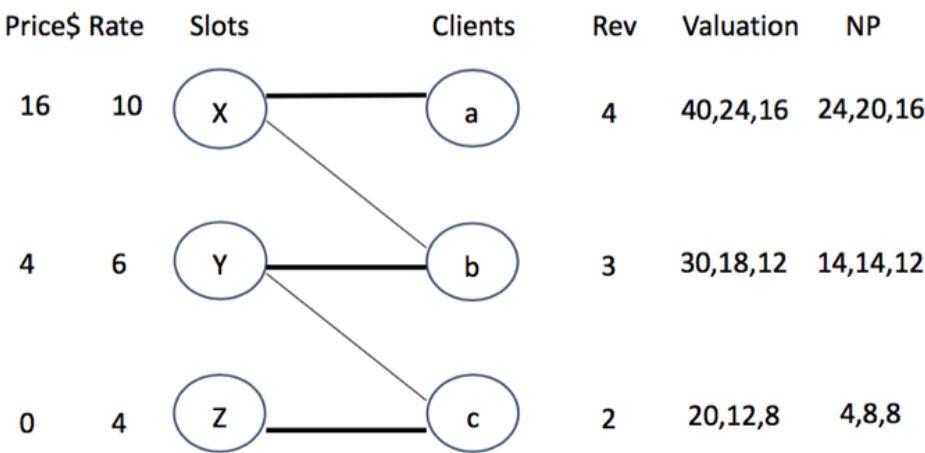 Price$ Rate Slots Clients Rev Valuation NP
16 10 X a 4 40,24,16 24,20,16
4 6 Y b 3 30,18,12 14,14,12
0 4 Z c 2 20,12,8 4,8,8